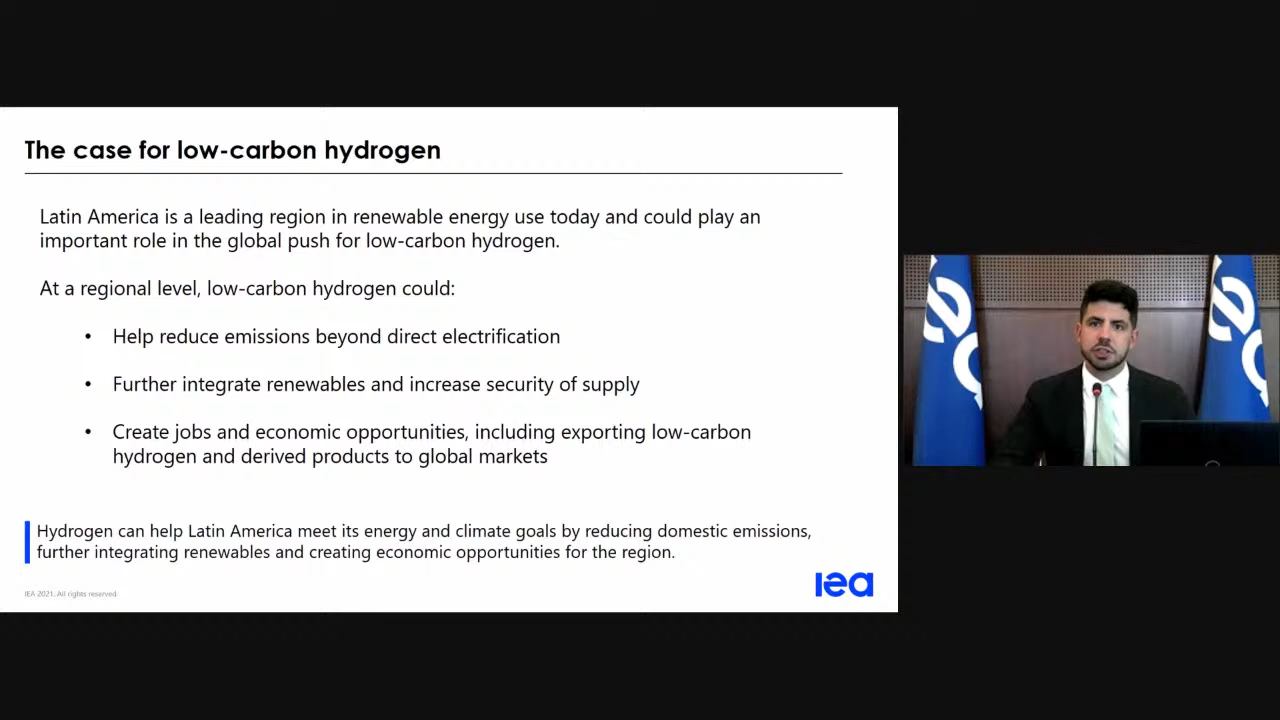 The case for low-carbon hydrogen
Latin America is a leading region in renewable energy use today and could play an
important role in the global push for low-carbon hydrogen.
At a regional level, low-carbon hydrogen could:
• Help reduce emissions beyond direct electrification
• Further integrate renewables and increase security of supply
• Create jobs and economic opportunities, including exporting low-carbon
hydrogen and derived products to global markets
Hydrogen can help Latin America meet its energy and climate goals by reducing domestic emissions,
further integrating renewables and creating economic opportunities for the region.
IEA 2021. All rights reserved.
iea
iea
iea